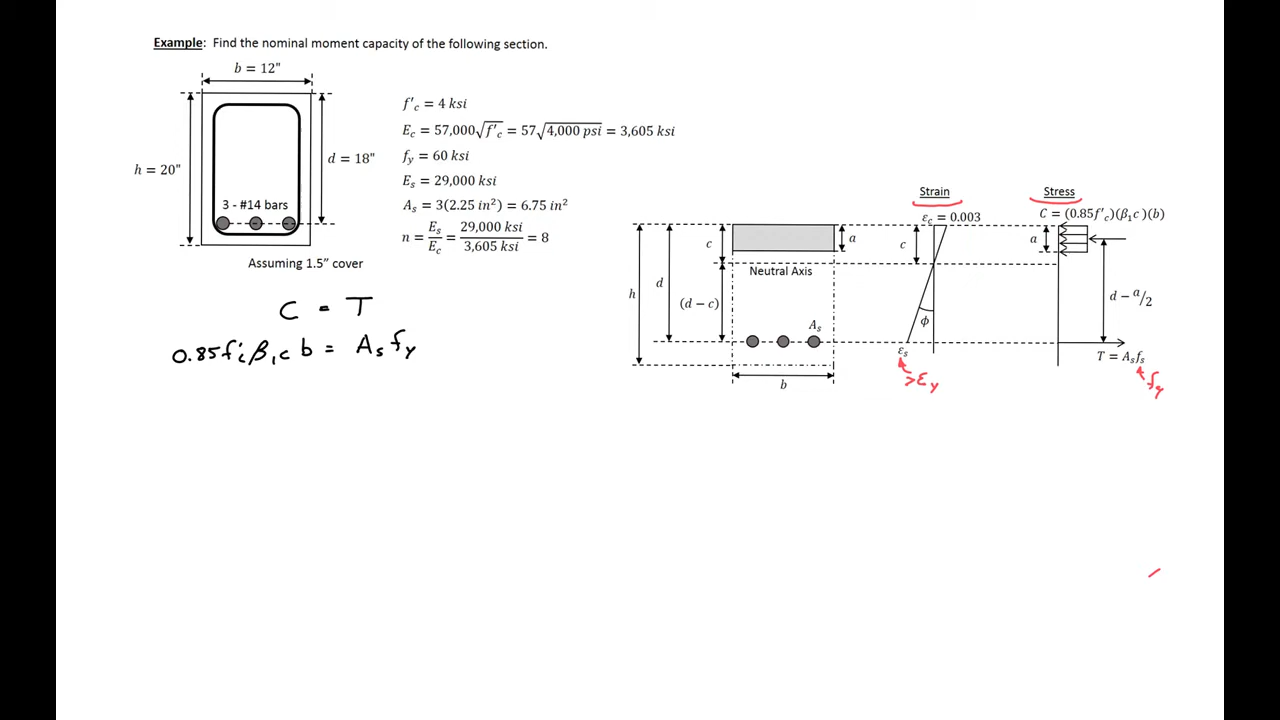 Example: Find the nominal moment capacity of the following section.
b = 12"
h = 20"
d = 18"
3 - #14 bars
Assuming 1.5" cover
f'c = 4 ksi
Ec = 57,000√f'c = 57√4,000 psi = 3,605 ksi
fy = 60 ksi
Es = 29,000 ksi
As = 3(2.25 in²) = 6.75 in²
n = Es/Ec = 29,000 ksi/3,605 ksi = 8
C = T
0.85f'c β₁c b = As fy
Strain
Stress
εc = 0.003
C = (0.85f'c)(β₁c)(b)
c
a
c
a
Neutral Axis
h
d
(d − c)
d − a/2
As
ϕ
εs
T = Asfs
>εy
fy
b